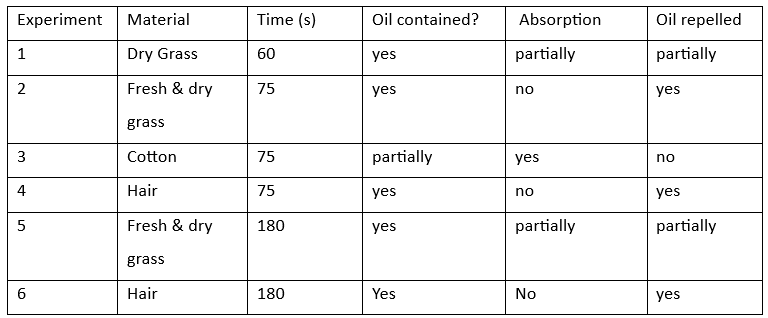 Experiment Material Time (s) Oil contained? Absorption Oil repelled
1 Dry Grass 60 yes partially partially
2 Fresh & dry 75 yes no yes
grass
3 Cotton 75 partially yes no
4 Hair 75 yes no yes
5 Fresh & dry 180 yes partially partially
grass
6 Hair 180 Yes No yes